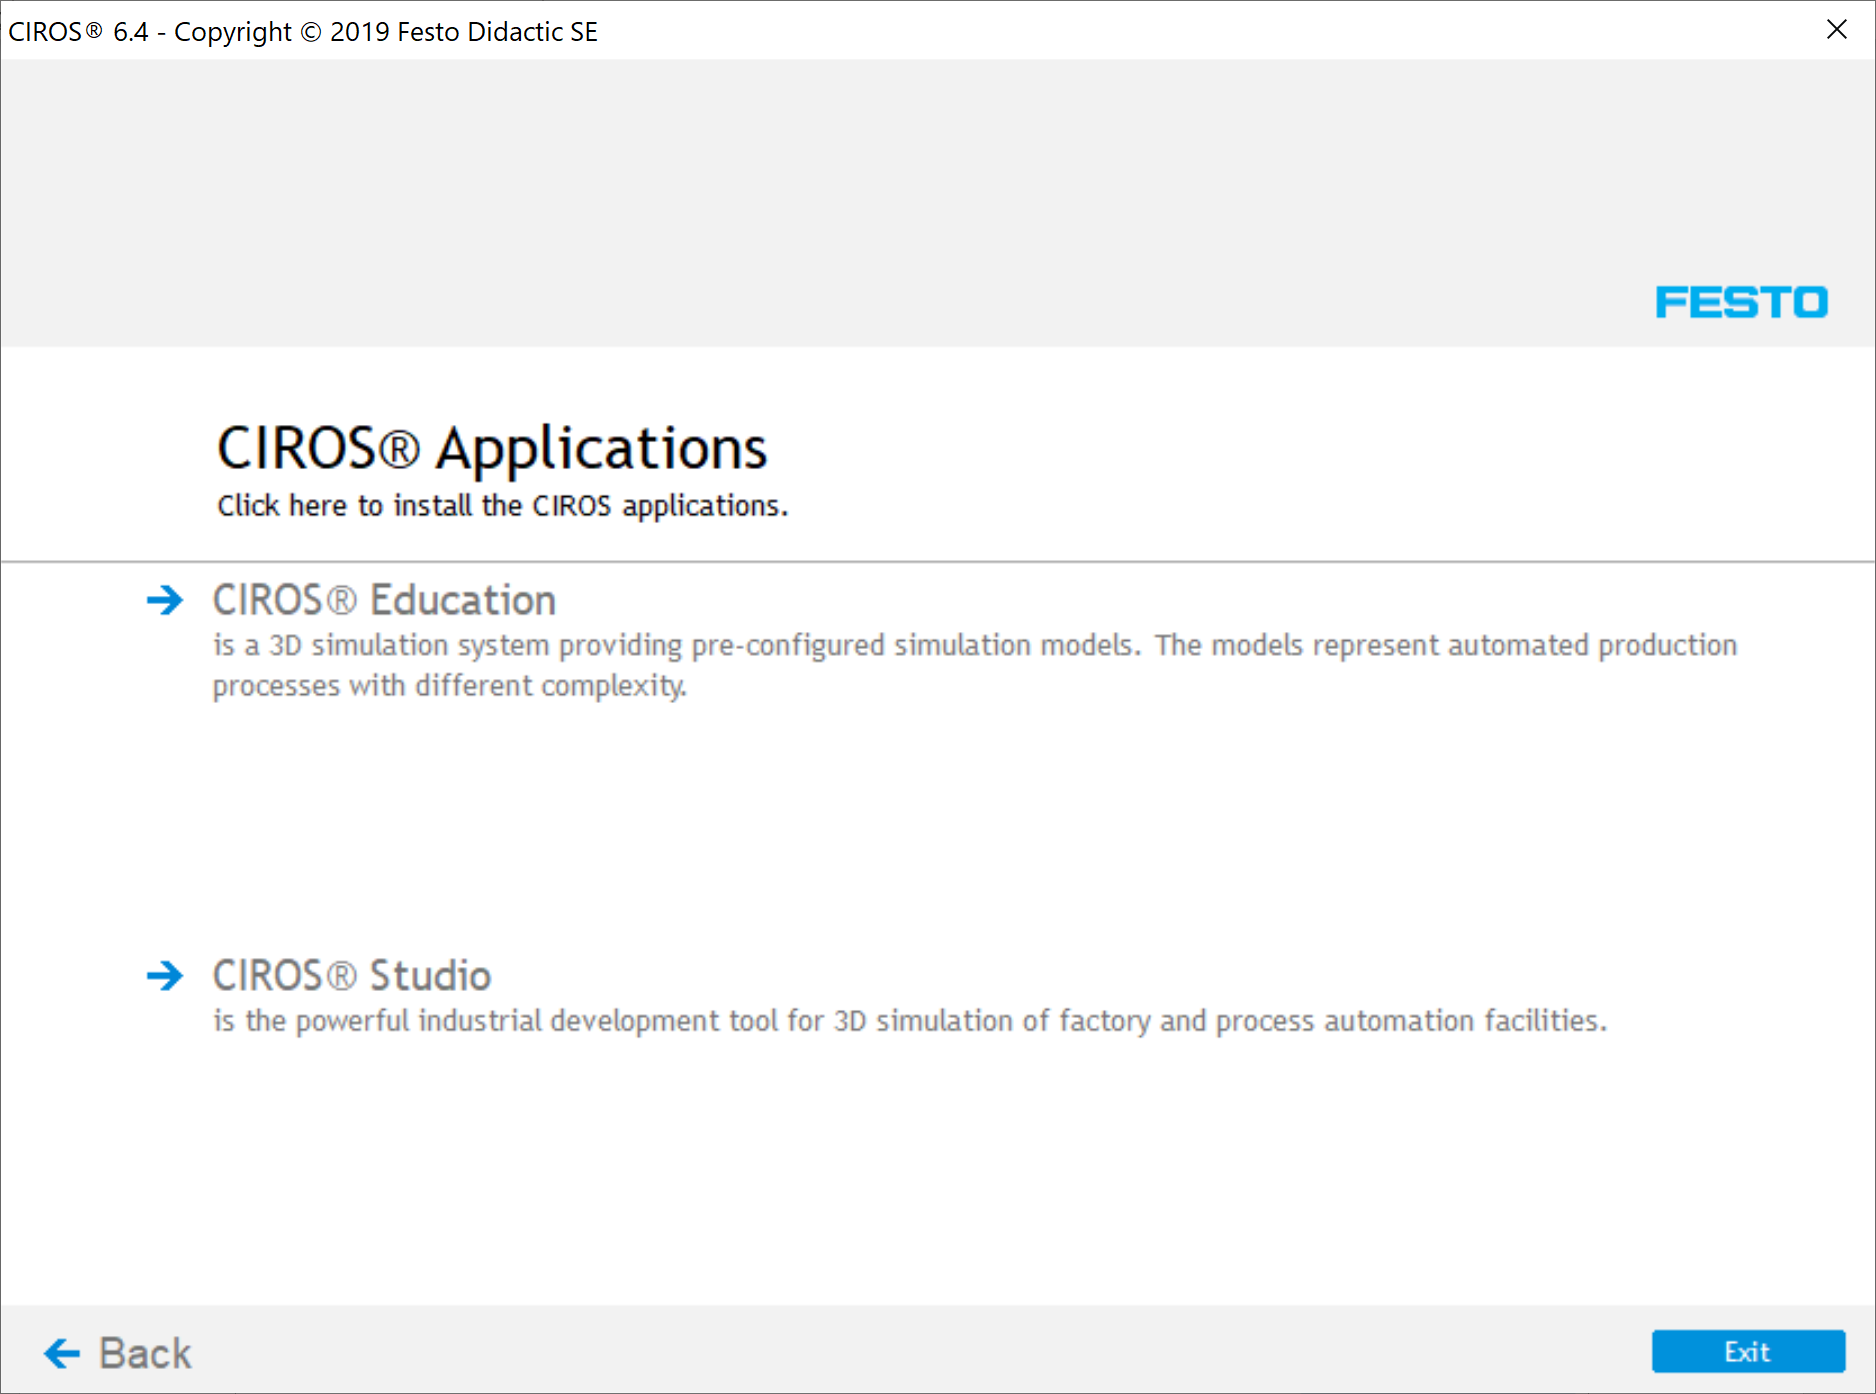 CIROS® 6.4 - Copyright © 2019 Festo Didactic SE
FESTO
CIROS® Applications
Click here to install the CIROS applications.
CIROS® Education
is a 3D simulation system providing pre-configured simulation models. The models represent automated production
processes with different complexity.
CIROS® Studio
is the powerful industrial development tool for 3D simulation of factory and process automation facilities.
Back
Exit